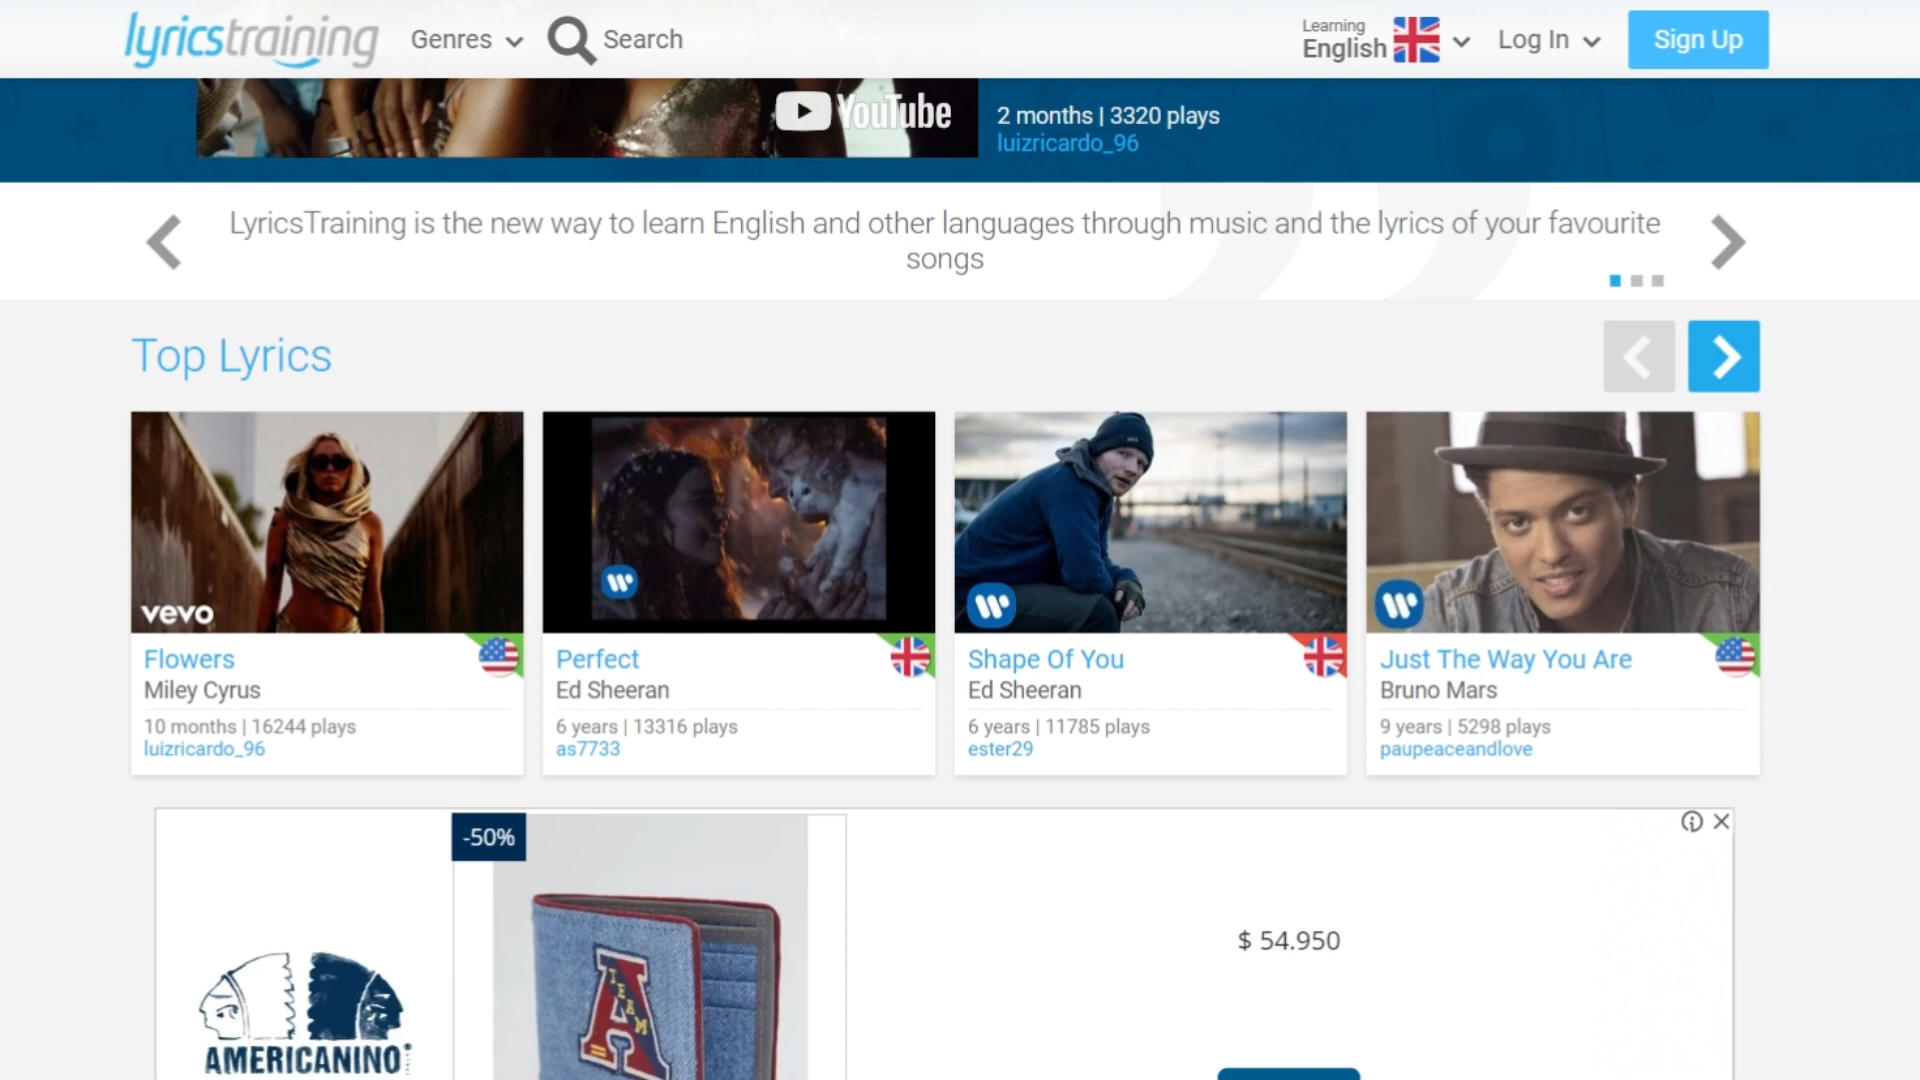 lyricstraining Genres Search Learning English Log In Sign Up
YouTube
2 months | 3320 plays
luizricardo_96
LyricsTraining is the new way to learn English and other languages through music and the lyrics of your favourite
songs
Top Lyrics
vevo
Flowers
Miley Cyrus
10 months | 16244 plays
luizricardo_96
Perfect
Ed Sheeran
6 years | 13316 plays
as7733
Shape Of You
Ed Sheeran
6 years | 11785 plays
ester29
Just The Way You Are
Bruno Mars
9 years | 5298 plays
paupeaceandlove
-50%
A
TEAM
$ 54.950
AMERICANINO